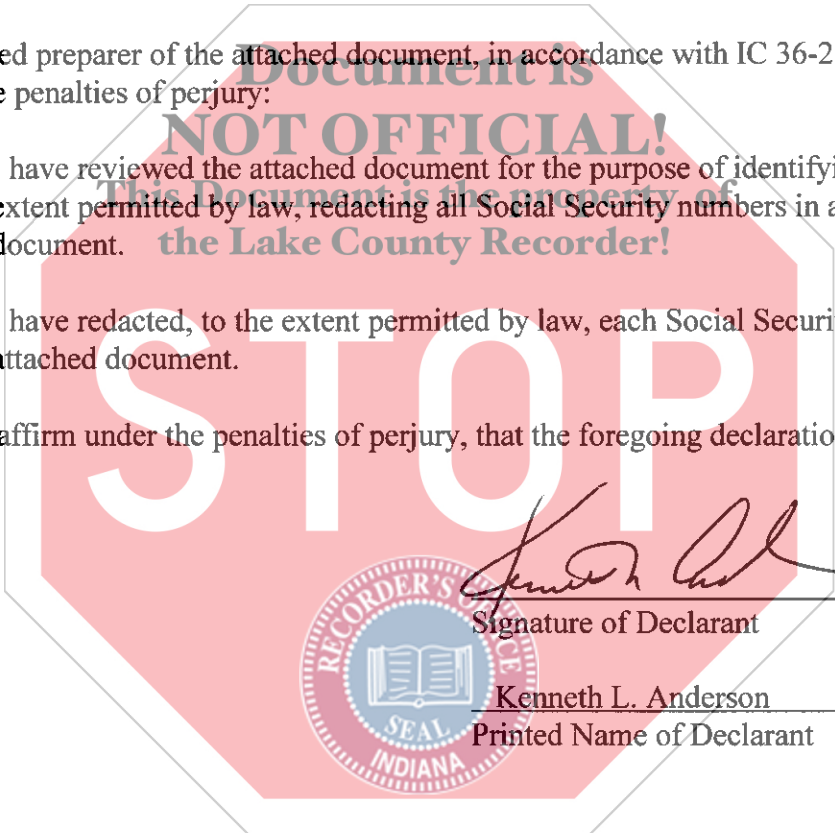 ed preparer of the attached document, in accordance with IC 36-2
e penalties of perjury:
Document is
NOT OFFICIAL!
have reviewed the attached document for the purpose of identifyi
This Document is the property of
extent permitted by law, redacting all Social Security numbers in a
document. the Lake County Recorder!
have redacted, to the extent permitted by law, each Social Securi
attached document.
STOP
affirm under the penalties of perjury, that the foregoing declaratio
Kenneth And
Signature of Declarant
Kenneth L. Anderson
Printed Name of Declarant
RECORDER'S OFFICE
SEAL
INDIANA